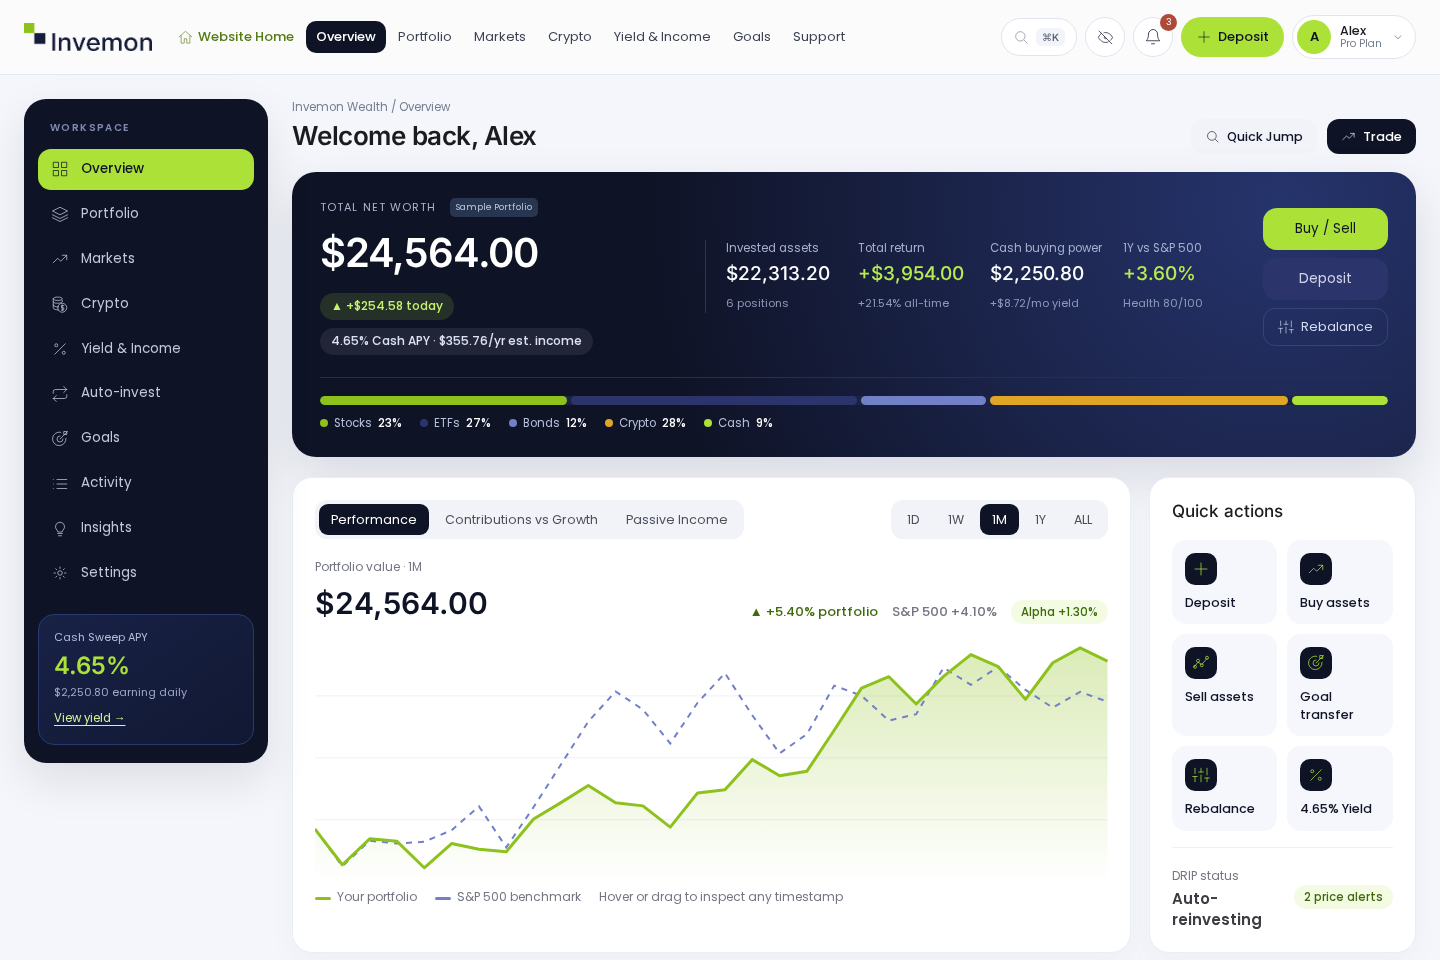 Invemon
Website Home
Overview
Portfolio
Markets
Crypto
Yield & Income
Goals
Support
⌘K
3
Deposit
A
Alex
Pro Plan
WORKSPACE
Overview
Portfolio
Markets
Crypto
Yield & Income
Auto-invest
Goals
Activity
Insights
Settings
Cash Sweep APY
4.65%
$2,250.80 earning daily
View yield →
Invemon Wealth / Overview
Welcome back, Alex
Quick Jump
Trade
TOTAL NET WORTH
Sample Portfolio
$24,564.00
▲ +$254.58 today
4.65% Cash APY · $355.76/yr est. income
Invested assets
$22,313.20
6 positions
Total return
+$3,954.00
+21.54% all-time
Cash buying power
$2,250.80
+$8.72/mo yield
1Y vs S&P 500
+3.60%
Health 80/100
Buy / Sell
Deposit
Rebalance
Stocks 23%
ETFs 27%
Bonds 12%
Crypto 28%
Cash 9%
Performance
Contributions vs Growth
Passive Income
1D
1W
1M
1Y
ALL
Portfolio value · 1M
$24,564.00
▲ +5.40% portfolio
S&P 500 +4.10%
Alpha +1.30%
Your portfolio
S&P 500 benchmark
Hover or drag to inspect any timestamp
Quick actions
Deposit
Buy assets
Sell assets
Goal
transfer
Rebalance
4.65% Yield
DRIP status
Auto-
reinvesting
2 price alerts